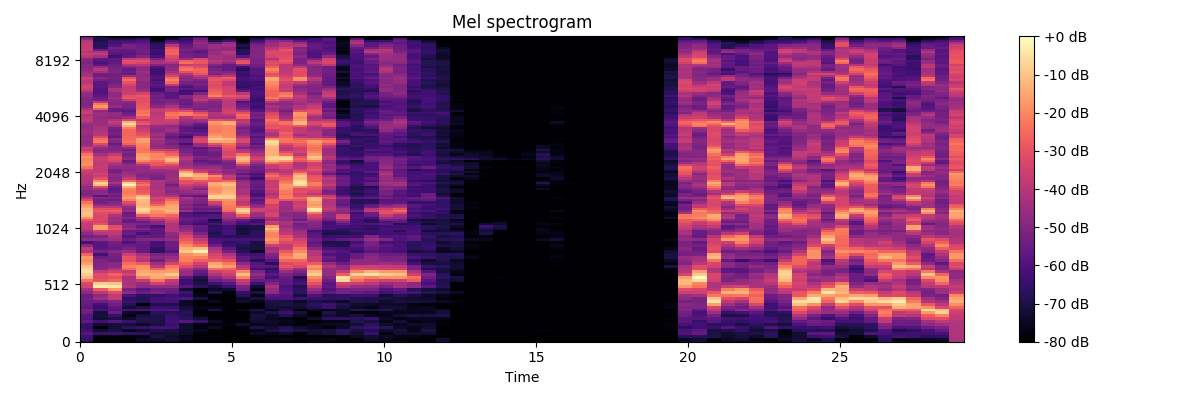 Mel spectrogram
+0 dB
8192
-10 dB
4096
-20 dB
-30 dB
Hz
2048
-40 dB
1024
-50 dB
-60 dB
512
-70 dB
0
-80 dB
0 5 10 15 20 25
Time